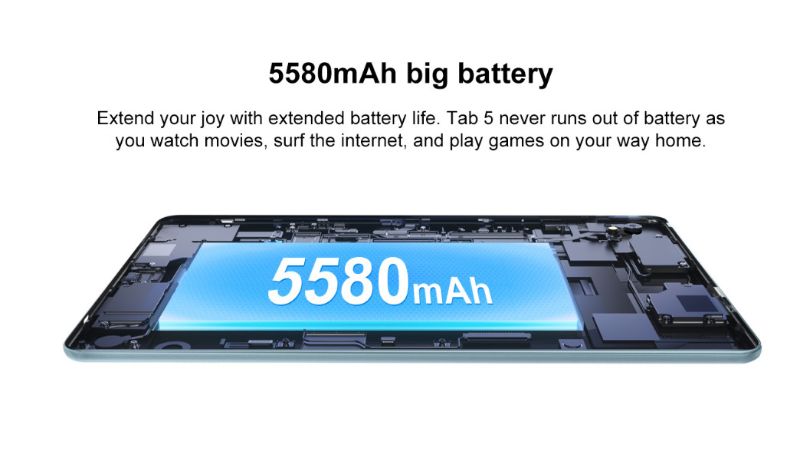 5580mAh big battery
Extend your joy with extended battery life. Tab 5 never runs out of battery as
you watch movies, surf the internet, and play games on your way home.
5580mAh